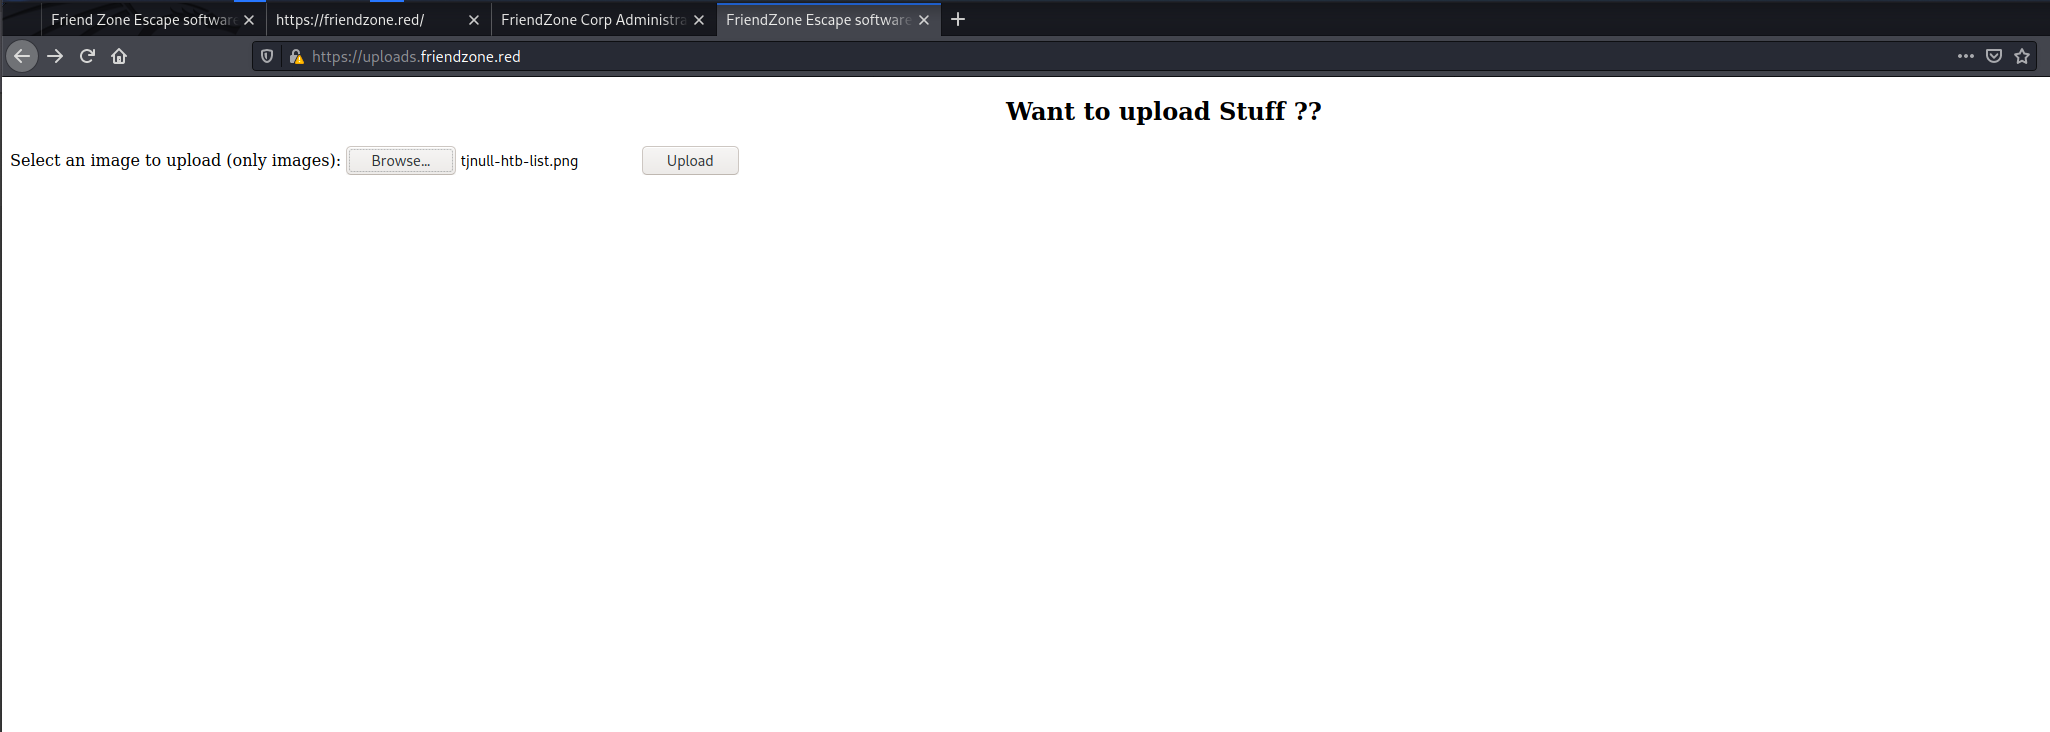 Friend Zone Escape software
https://friendzone.red/
FriendZone Corp Administra
FriendZone Escape software
https://uploads.friendzone.red
Want to upload Stuff ??
Select an image to upload (only images): Browse... tjnull-htb-list.png Upload